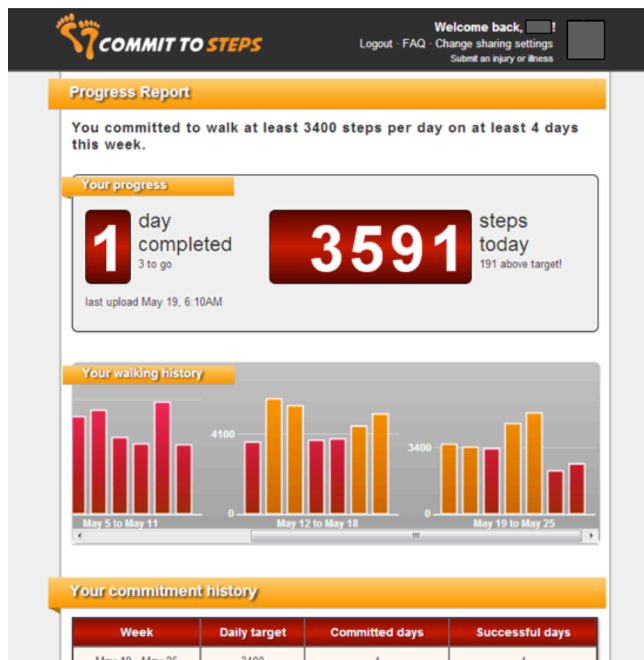 COMMIT TO STEPS
Welcome back, !
Logout · FAQ · Change sharing settings
Submit an injury or illness
Progress Report
You committed to walk at least 3400 steps per day on at least 4 days
this week.
Your progress
1 day
completed
3 to go
3591 steps
today
191 above target!
last upload May 19, 6:10AM
Your walking history
4100
3400
0
0
May 5 to May 11
May 12 to May 18
May 19 to May 25
Your commitment history
Week Daily target Committed days Successful days
3400 4 4